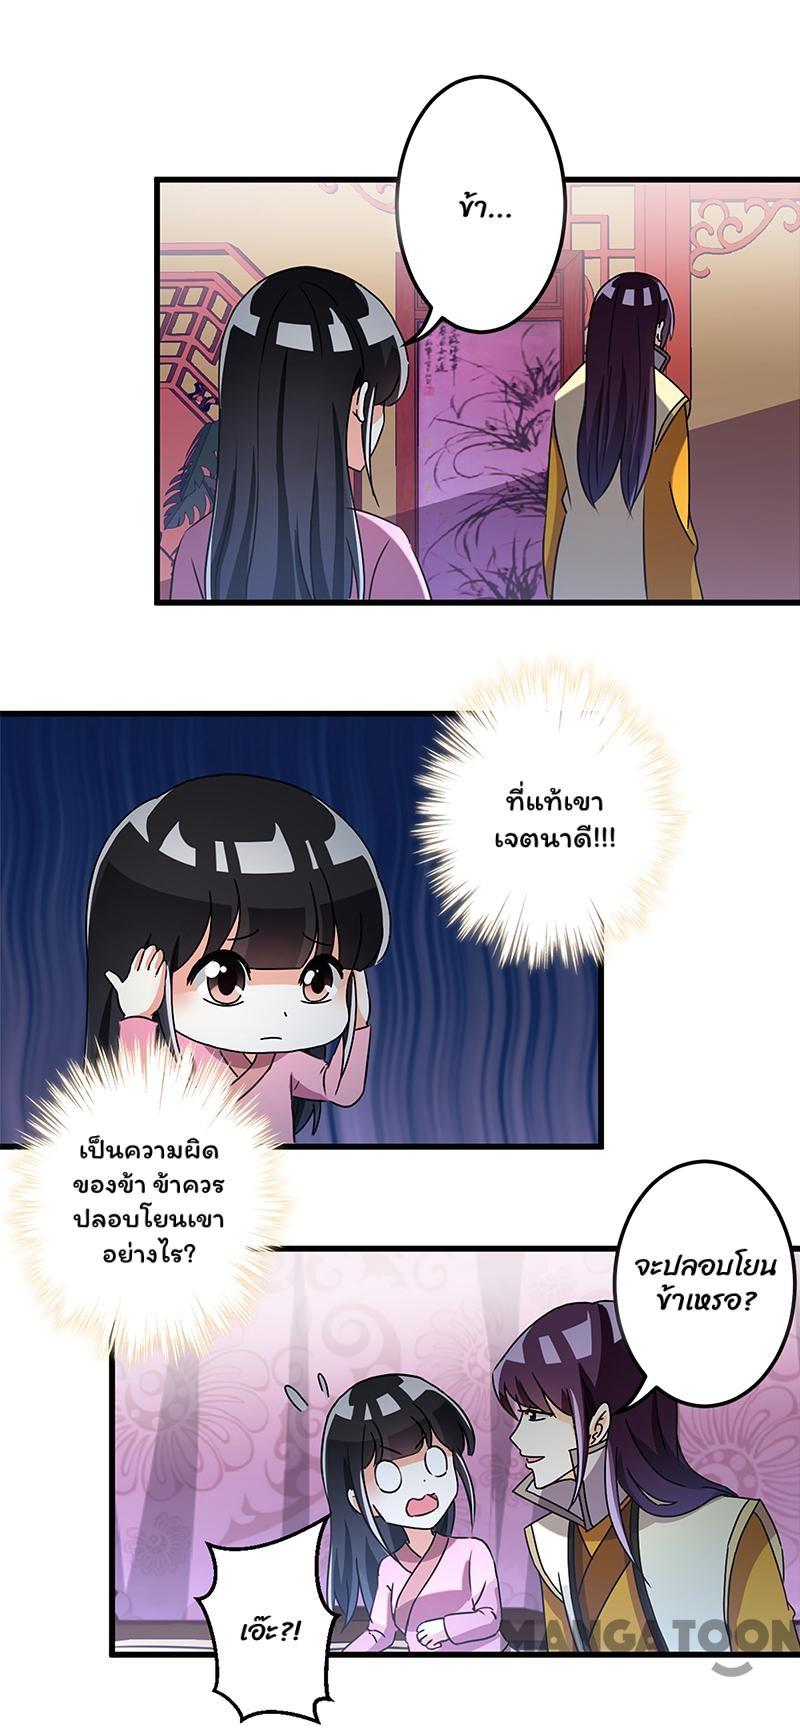 ข้า...
ที่แท้เขา
เจตนาดี!!!
เป็นความผิด
ของข้า ข้าควร
ปลอบโยนเขา
อย่างไร?
จะปลอบโยน
ข้าเหรอ?
เอ๊ะ?!
MANGATOON